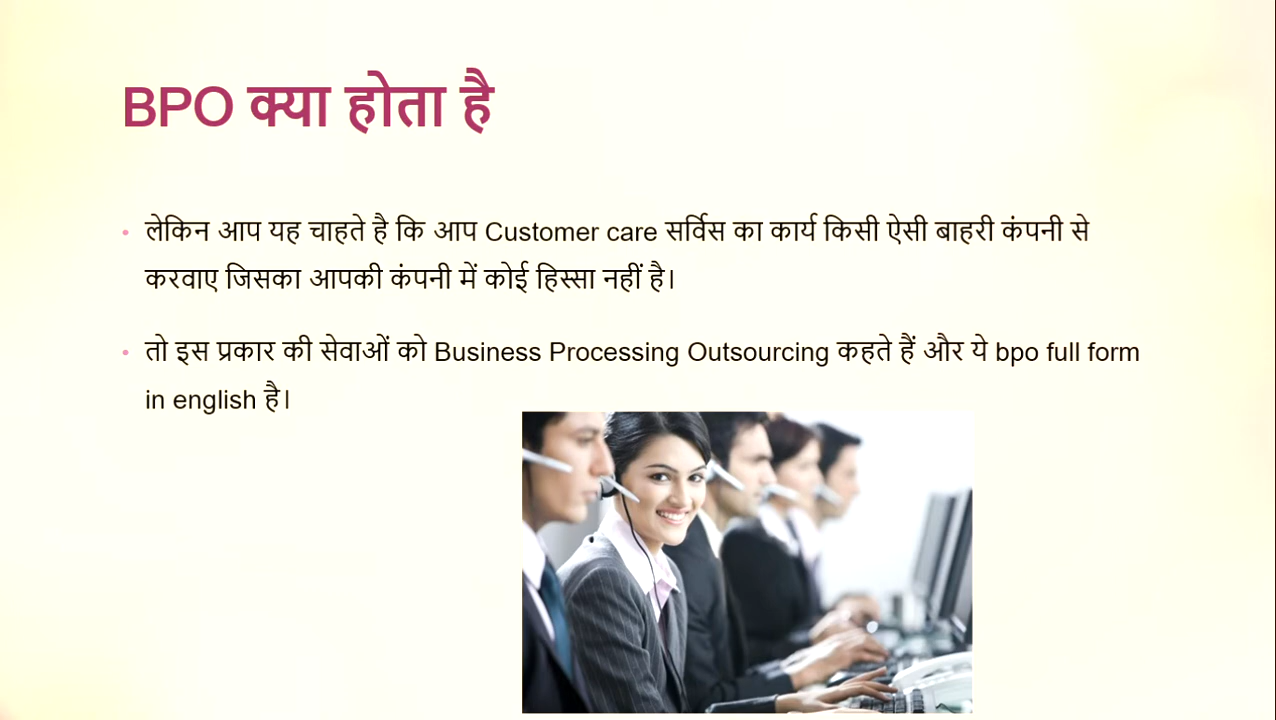 BPO क्या होता है
लेकिन आप यह चाहते है कि आप Customer care सर्विस का कार्य किसी ऐसी बाहरी कंपनी से
करवाए जिसका आपकी कंपनी में कोई हिस्सा नहीं है।
तो इस प्रकार की सेवाओं को Business Processing Outsourcing कहते हैं और ये bpo full form
in english है।